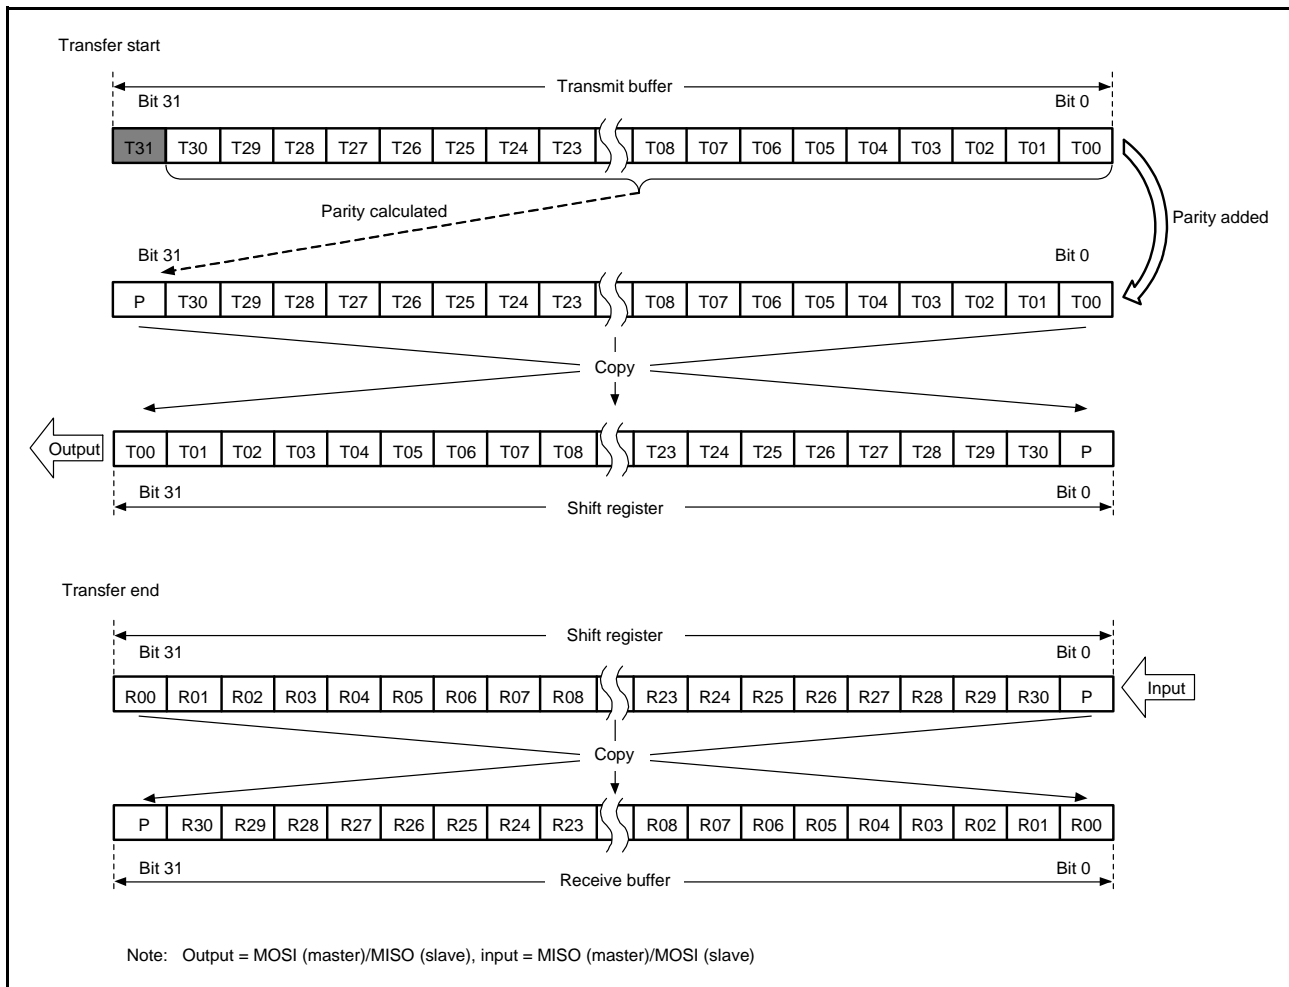 Transfer start
Transmit buffer
Bit 31 Bit 0
T31 T30 T29 T28 T27 T26 T25 T24 T23 T08 T07 T06 T05 T04 T03 T02 T01 T00
Parity calculated
Parity added
Bit 31 Bit 0
P T30 T29 T28 T27 T26 T25 T24 T23 T08 T07 T06 T05 T04 T03 T02 T01 T00
Copy
Output
T00 T01 T02 T03 T04 T05 T06 T07 T08 T23 T24 T25 T26 T27 T28 T29 T30 P
Bit 31 Bit 0
Shift register
Transfer end
Shift register
Bit 31 Bit 0
R00 R01 R02 R03 R04 R05 R06 R07 R08 R23 R24 R25 R26 R27 R28 R29 R30 P
Input
Copy
P R30 R29 R28 R27 R26 R25 R24 R23 R08 R07 R06 R05 R04 R03 R02 R01 R00
Bit 31 Bit 0
Receive buffer
Note: Output = MOSI (master)/MISO (slave), input = MISO (master)/MOSI (slave)